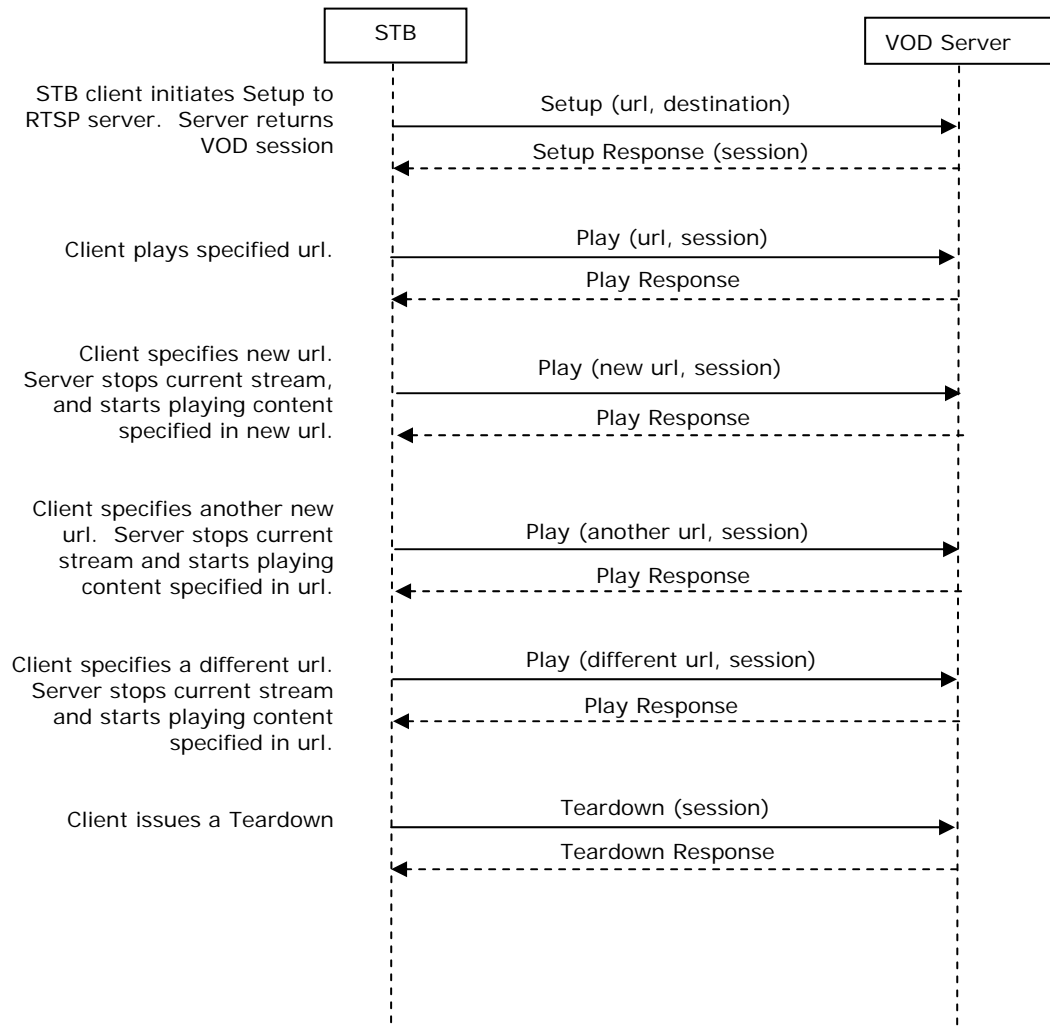 STB
VOD Server
STB client initiates Setup to
RTSP server.  Server returns
VOD session
Setup (url, destination)
Setup Response (session)
Client plays specified url.
Play (url, session)
Play Response
Client specifies new url.
Server stops current stream,
and starts playing content
specified in new url.
Play (new url, session)
Play Response
Client specifies another new
url.  Server stops current
stream and starts playing
content specified in url.
Play (another url, session)
Play Response
Client specifies a different url.
Server stops current stream
and starts playing content
specified in url.
Play (different url, session)
Play Response
Client issues a Teardown
Teardown (session)
Teardown Response